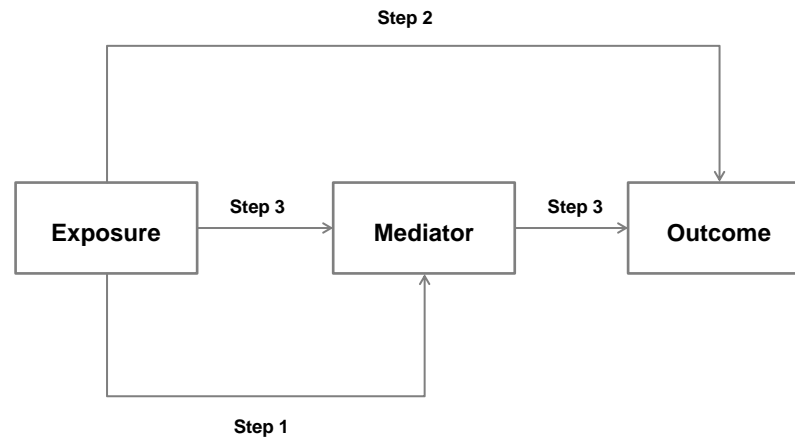 Step 2
Step 3
Step 3
Exposure
Mediator
Outcome
Step 1